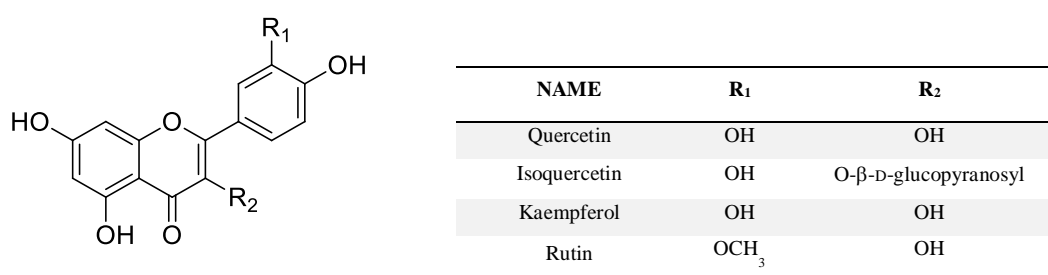 R1
OH
HO
O
R2
OH
O
NAME R1 R2
Quercetin OH OH
Isoquercetin OH O-β-D-glucopyranosyl
Kaempferol OH OH
Rutin OCH3 OH